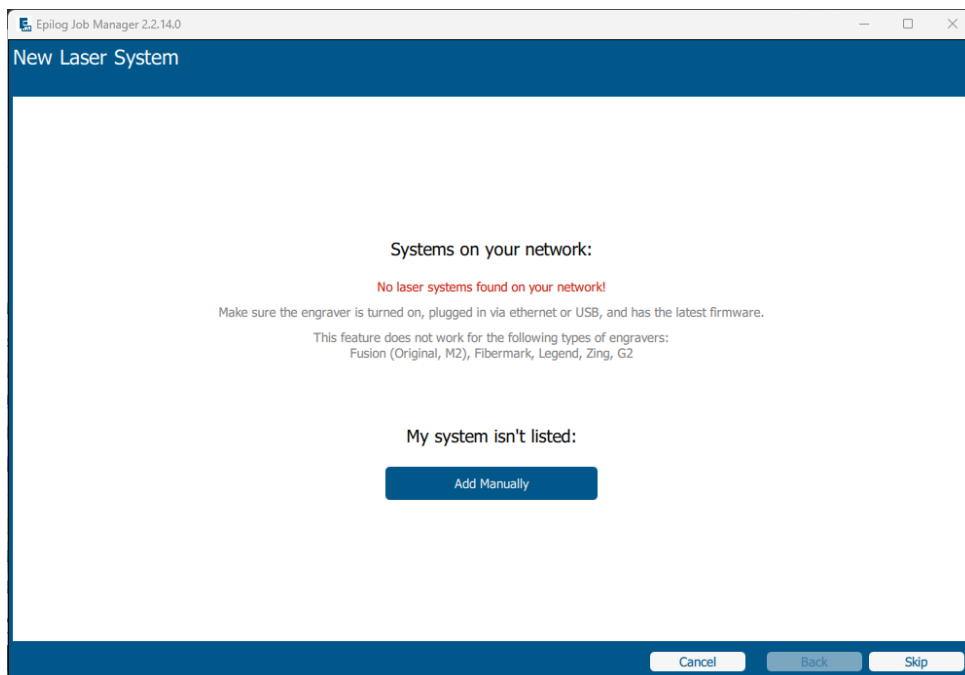 Epilog Job Manager 2.2.14.0
New Laser System
Systems on your network:
No laser systems found on your network!
Make sure the engraver is turned on, plugged in via ethernet or USB, and has the latest firmware.
This feature does not work for the following types of engravers:
Fusion (Original, M2), Fibermark, Legend, Zing, G2
My system isn't listed:
Add Manually
Cancel
Back
Skip